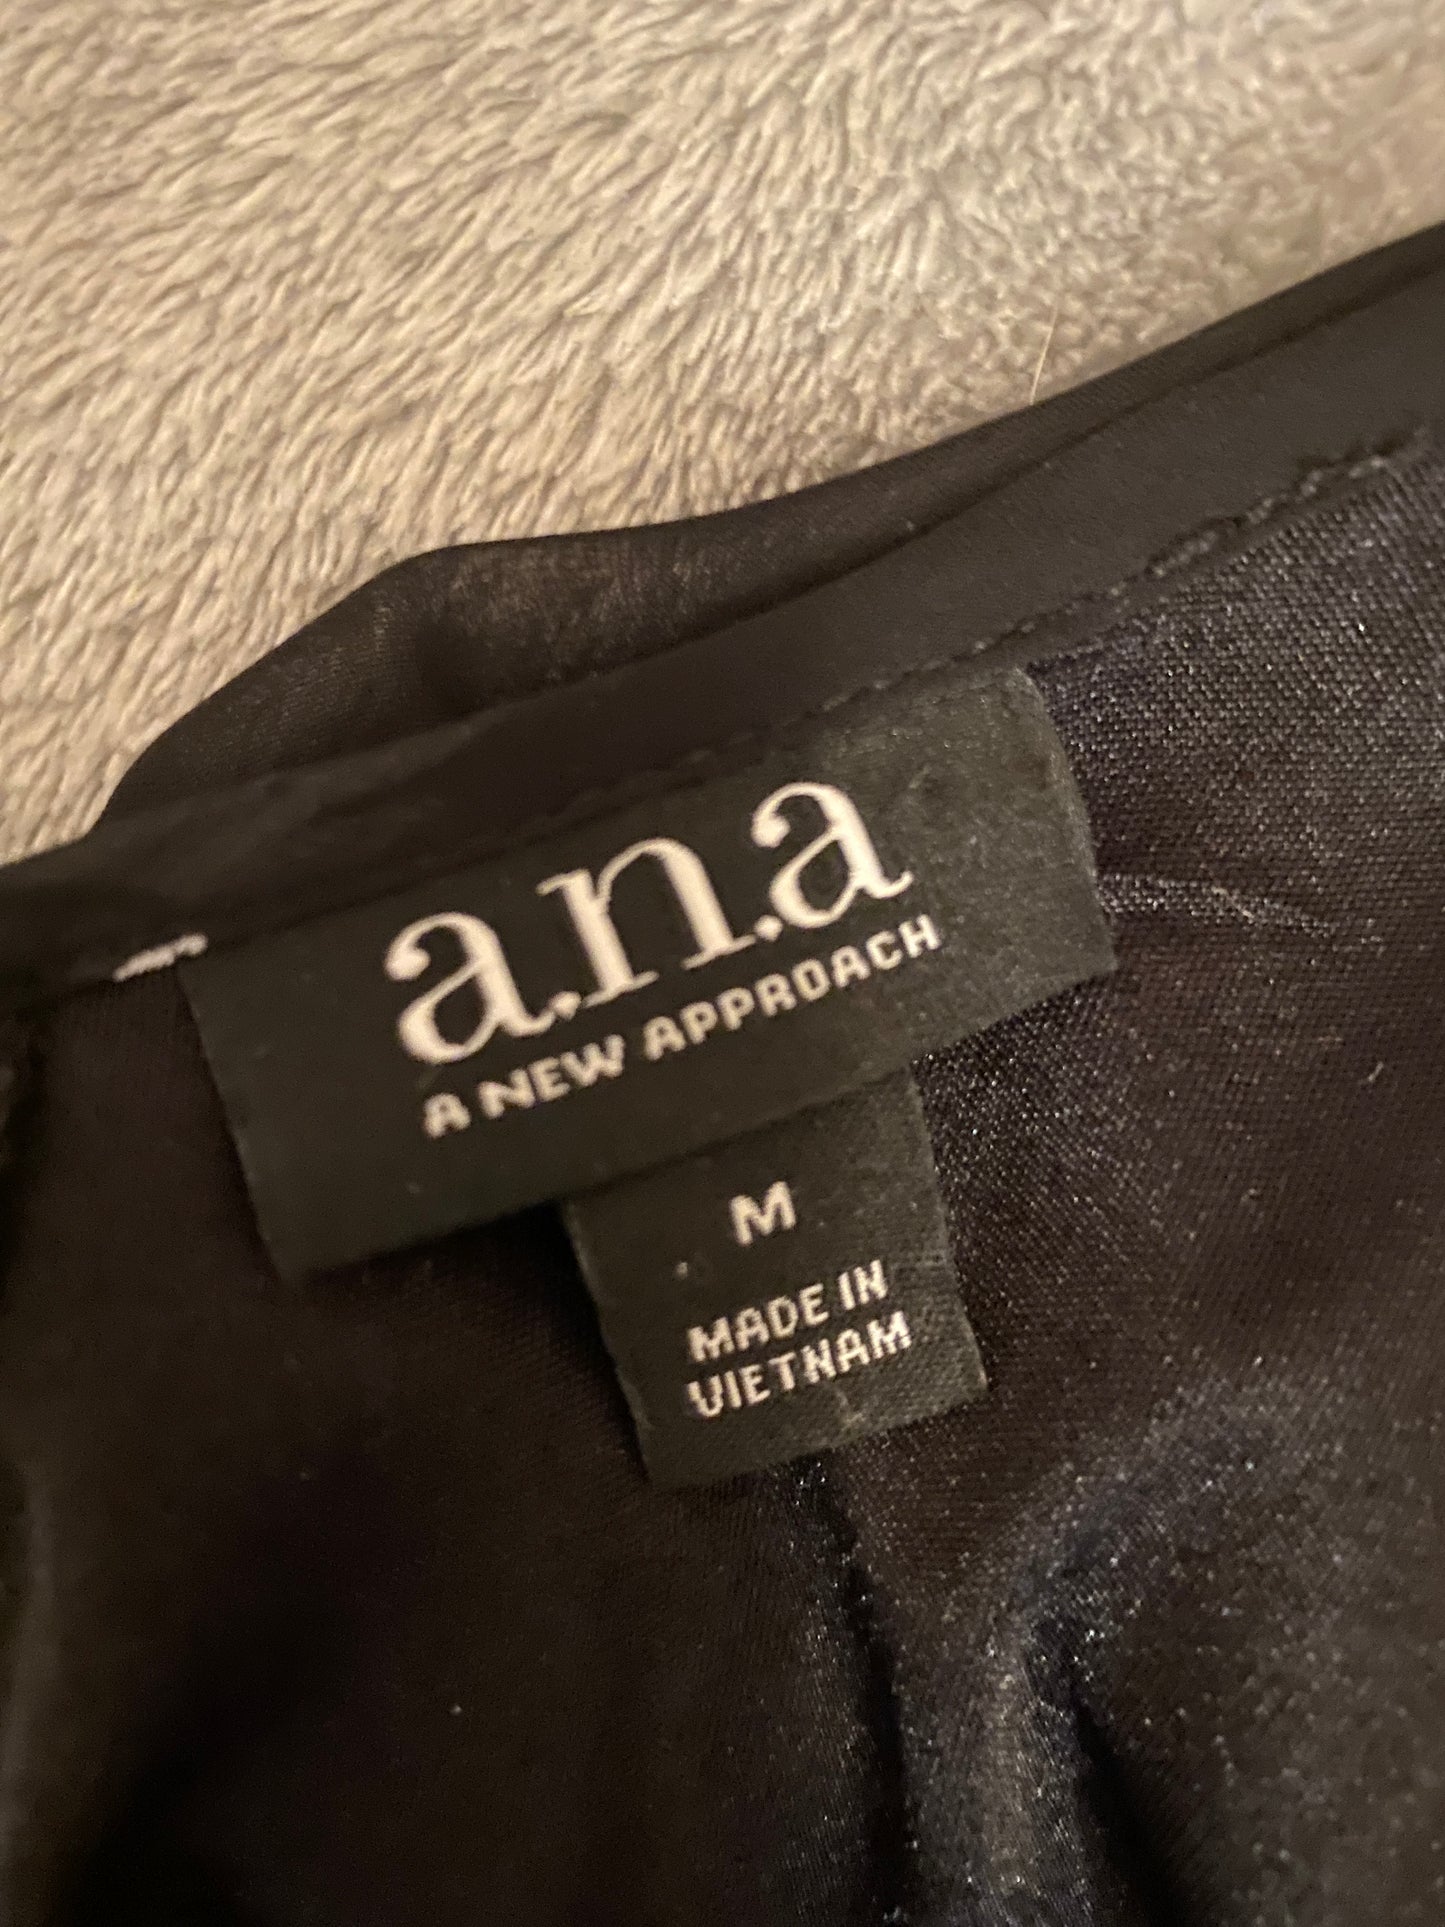 a.n.a
A NEW APPROACH
M
MADE IN
VIETNAM